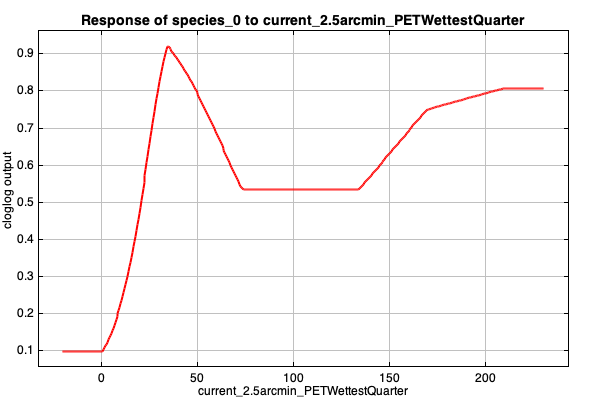 Response of species_0 to current_2.5arcmin_PETWettestQuarter
0.9
0.8
0.7
0.6
0.5
0.4
0.3
0.2
0.1
cloglog output
0 50 100 150 200
current_2.5arcmin_PETWettestQuarter